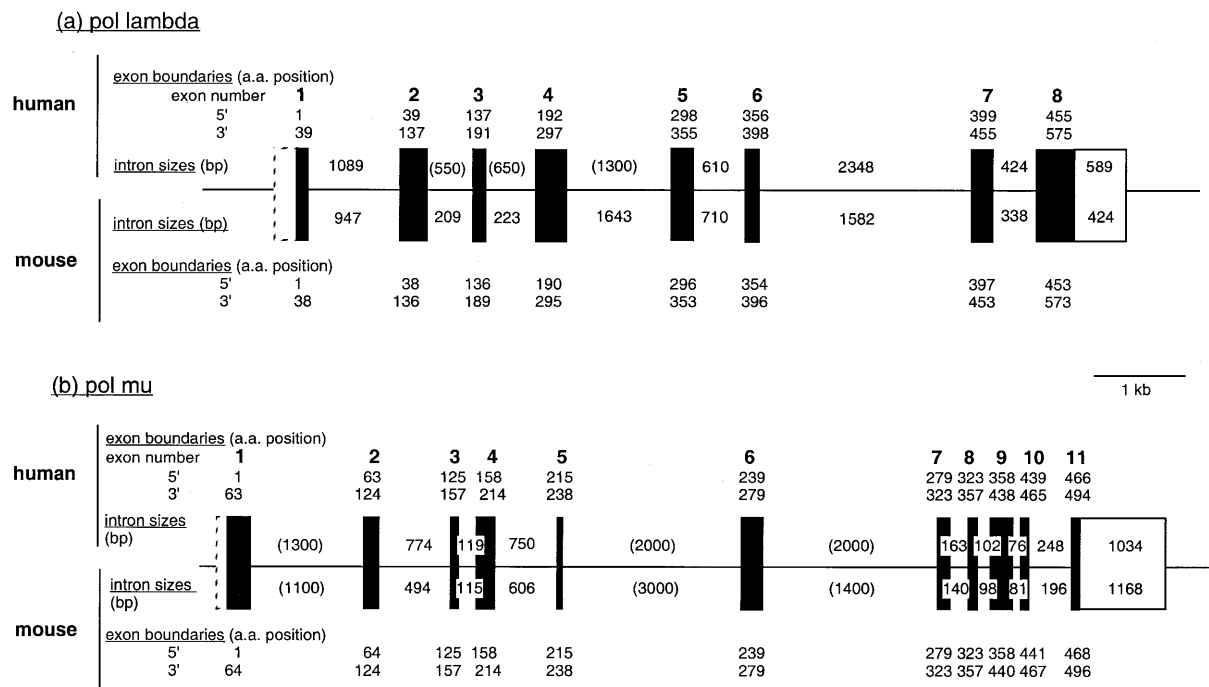 (a) pol lambda
exon boundaries (a.a. position)
human
exon number 1 2 3 4 5 6 7 8
5' 1 39 137 192 298 356 399 455
3' 39 137 191 297 355 398 455 575
intron sizes (bp) 1089 (550) (650) (1300) 610 2348 424 589
intron sizes (bp) 947 209 223 1643 710 1582 338 424
mouse
exon boundaries (a.a. position)
5' 1 38 136 190 296 354 397 453
3' 38 136 189 295 353 396 453 573
1 kb
(b) pol mu
exon boundaries (a.a. position)
human
exon number 1 2 3 4 5 6 7 8 9 10 11
5' 1 63 125 158 215 239 279 323 358 439 466
3' 63 124 157 214 238 279 323 357 438 465 494
intron sizes
(bp) (1300) 774 119 750 (2000) (2000) 163 102 76 248 1034
intron sizes (1100) 494 115 606 (3000) (1400) 140 98 81 196 1168
(bp)
mouse
exon boundaries (a.a. position)
5' 1 64 125 158 215 239 279 323 358 441 468
3' 64 124 157 214 238 279 323 357 440 467 496